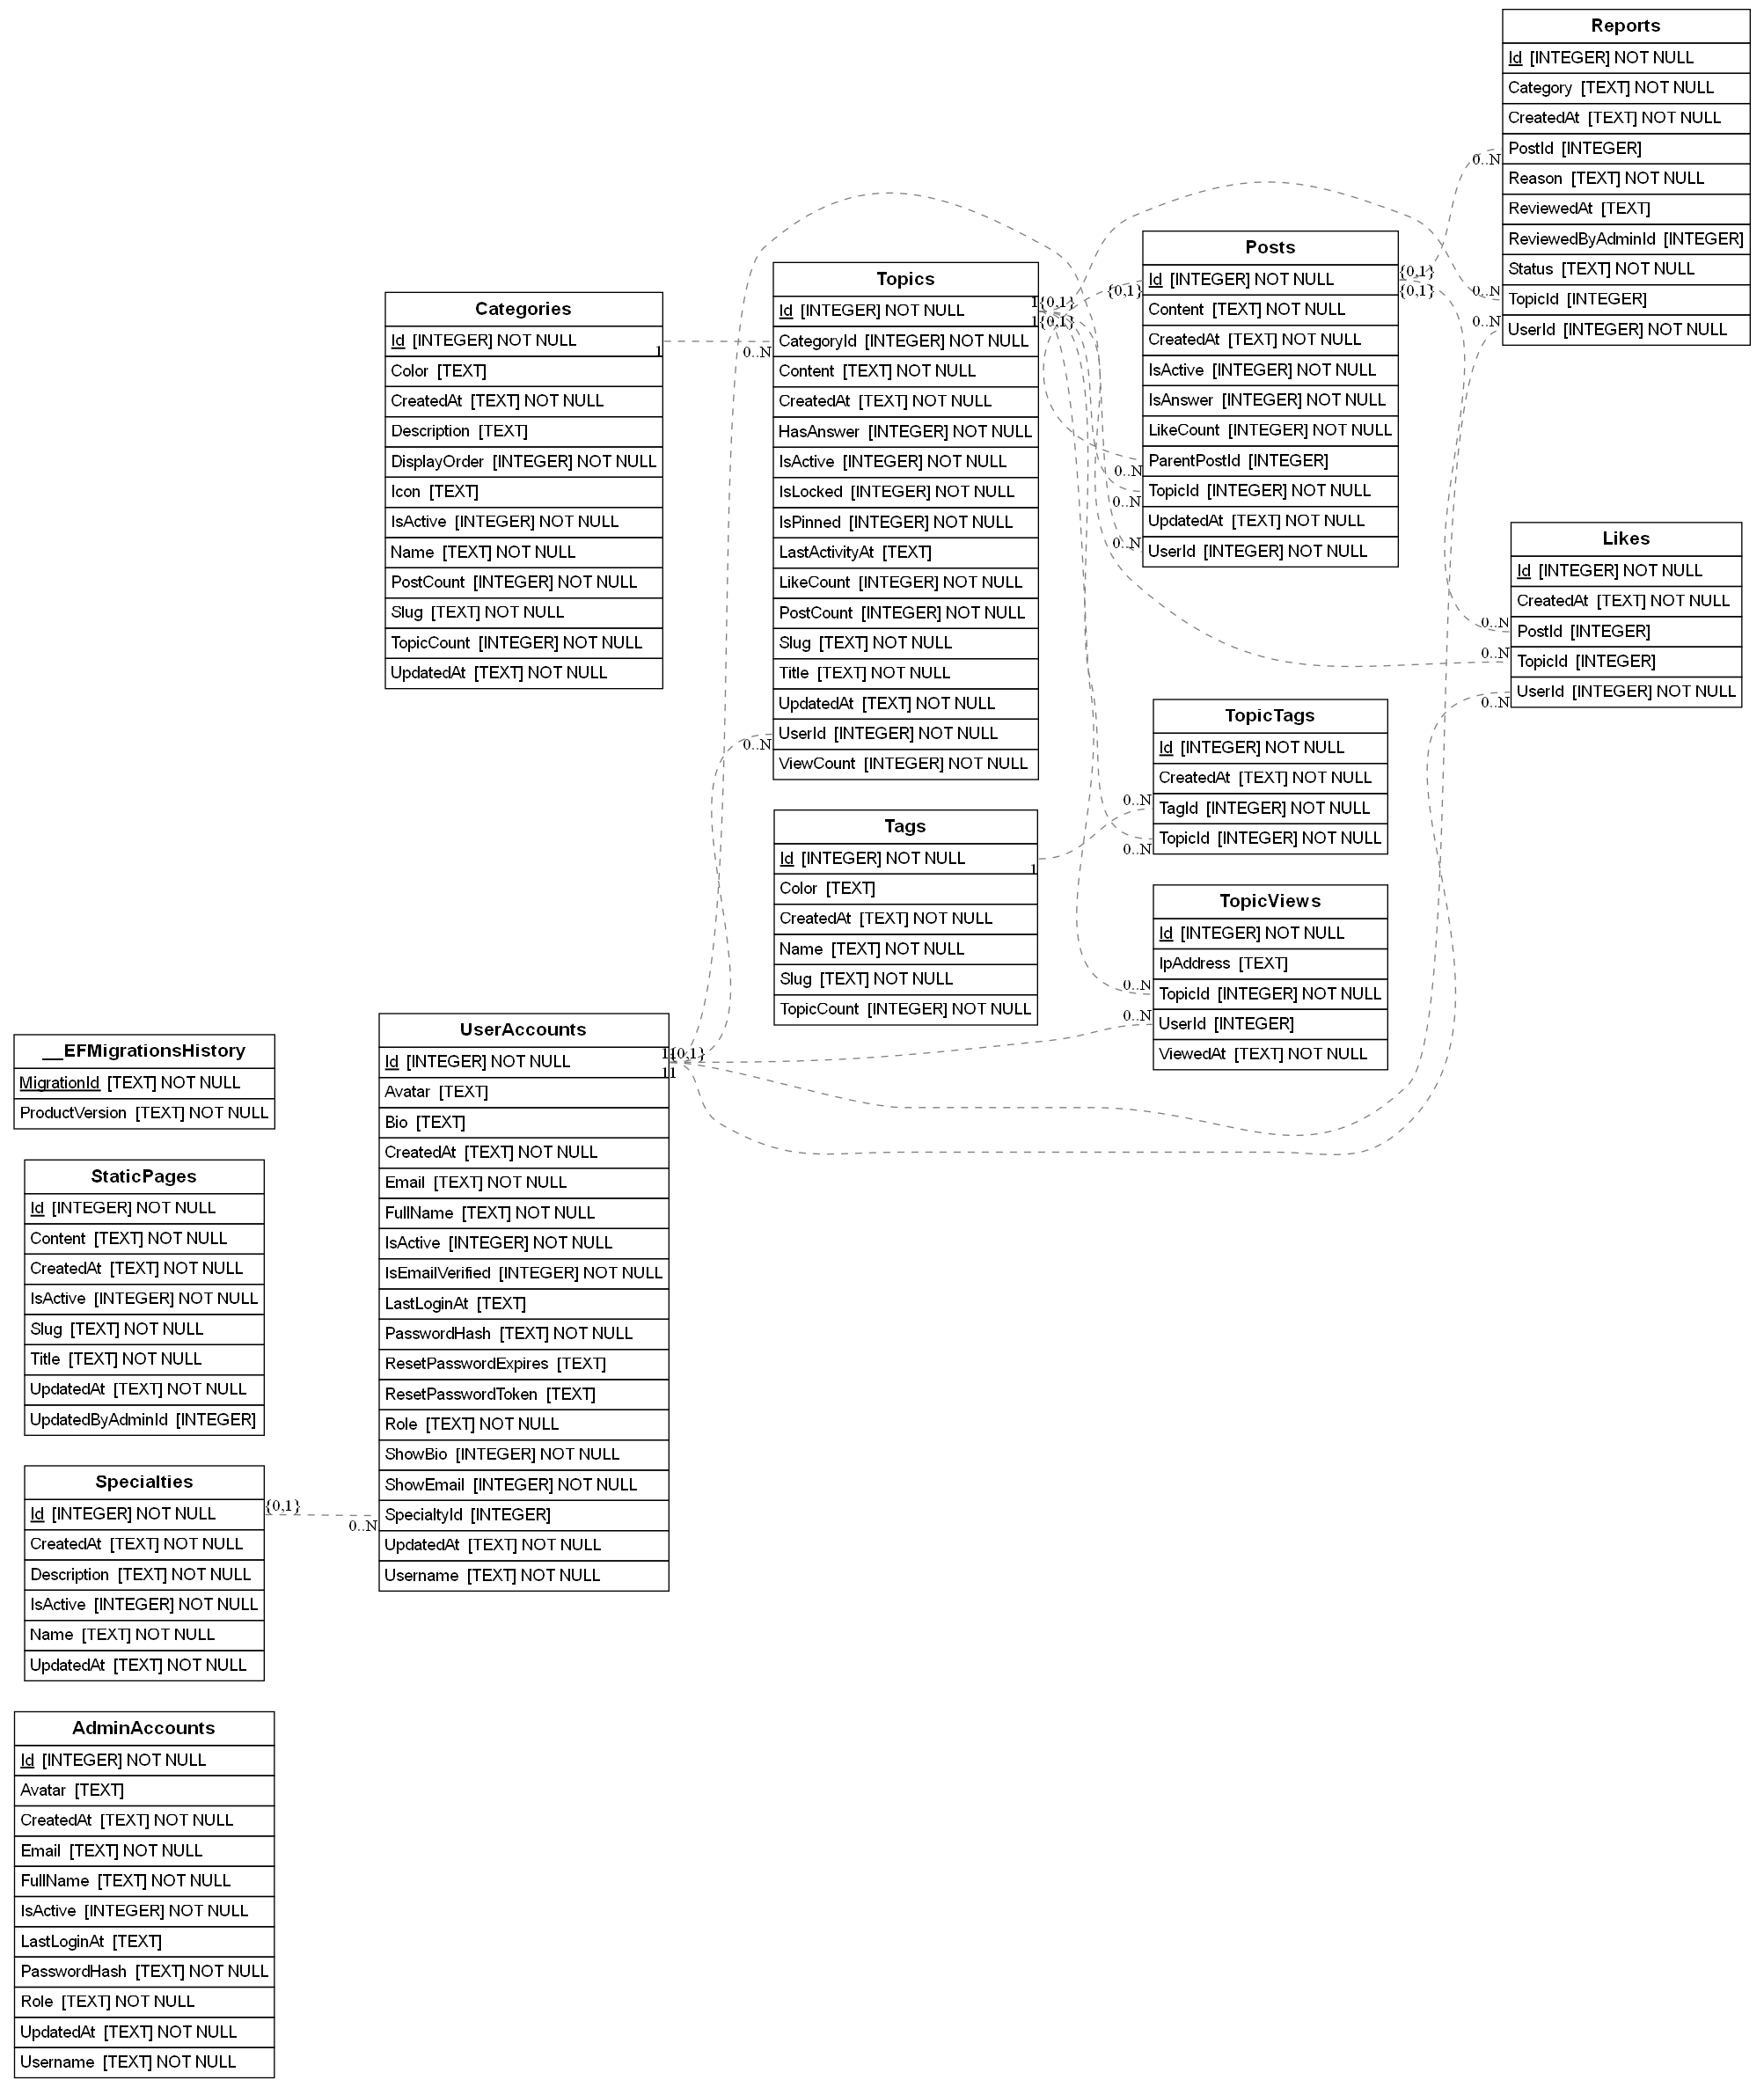 Reports
Id [INTEGER] NOT NULL
Category [TEXT] NOT NULL
CreatedAt [TEXT] NOT NULL
PostId [INTEGER]
Reason [TEXT] NOT NULL
ReviewedAt [TEXT]
ReviewedByAdminId [INTEGER]
Status [TEXT] NOT NULL
TopicId [INTEGER]
UserId [INTEGER] NOT NULL
0..N
0..N
0..N
Posts
Id [INTEGER] NOT NULL
Content [TEXT] NOT NULL
CreatedAt [TEXT] NOT NULL
IsActive [INTEGER] NOT NULL
IsAnswer [INTEGER] NOT NULL
LikeCount [INTEGER] NOT NULL
ParentPostId [INTEGER]
TopicId [INTEGER] NOT NULL
UpdatedAt [TEXT] NOT NULL
UserId [INTEGER] NOT NULL
{0,1}
{0,1}
{0,1}
0..N
0..N
0..N
Topics
Id [INTEGER] NOT NULL
CategoryId [INTEGER] NOT NULL
Content [TEXT] NOT NULL
CreatedAt [TEXT] NOT NULL
HasAnswer [INTEGER] NOT NULL
IsActive [INTEGER] NOT NULL
IsLocked [INTEGER] NOT NULL
IsPinned [INTEGER] NOT NULL
LastActivityAt [TEXT]
LikeCount [INTEGER] NOT NULL
PostCount [INTEGER] NOT NULL
Slug [TEXT] NOT NULL
Title [TEXT] NOT NULL
UpdatedAt [TEXT] NOT NULL
UserId [INTEGER] NOT NULL
ViewCount [INTEGER] NOT NULL
1{0,1}
1{0,1}
0..N
0..N
Categories
Id [INTEGER] NOT NULL
Color [TEXT]
CreatedAt [TEXT] NOT NULL
Description [TEXT]
DisplayOrder [INTEGER] NOT NULL
Icon [TEXT]
IsActive [INTEGER] NOT NULL
Name [TEXT] NOT NULL
PostCount [INTEGER] NOT NULL
Slug [TEXT] NOT NULL
TopicCount [INTEGER] NOT NULL
UpdatedAt [TEXT] NOT NULL
1
Likes
Id [INTEGER] NOT NULL
CreatedAt [TEXT] NOT NULL
PostId [INTEGER]
TopicId [INTEGER]
UserId [INTEGER] NOT NULL
0..N
0..N
0..N
TopicTags
Id [INTEGER] NOT NULL
CreatedAt [TEXT] NOT NULL
TagId [INTEGER] NOT NULL
TopicId [INTEGER] NOT NULL
0..N
0..N
Tags
Id [INTEGER] NOT NULL
Color [TEXT]
CreatedAt [TEXT] NOT NULL
Name [TEXT] NOT NULL
Slug [TEXT] NOT NULL
TopicCount [INTEGER] NOT NULL
1
TopicViews
Id [INTEGER] NOT NULL
IpAddress [TEXT]
TopicId [INTEGER] NOT NULL
UserId [INTEGER]
ViewedAt [TEXT] NOT NULL
0..N
0..N
UserAccounts
Id [INTEGER] NOT NULL
Avatar [TEXT]
Bio [TEXT]
CreatedAt [TEXT] NOT NULL
Email [TEXT] NOT NULL
FullName [TEXT] NOT NULL
IsActive [INTEGER] NOT NULL
IsEmailVerified [INTEGER] NOT NULL
LastLoginAt [TEXT]
PasswordHash [TEXT] NOT NULL
ResetPasswordExpires [TEXT]
ResetPasswordToken [TEXT]
Role [TEXT] NOT NULL
ShowBio [INTEGER] NOT NULL
ShowEmail [INTEGER] NOT NULL
SpecialtyId [INTEGER]
UpdatedAt [TEXT] NOT NULL
Username [TEXT] NOT NULL
1{0,1}
11
0..N
__EFMigrationsHistory
MigrationId [TEXT] NOT NULL
ProductVersion [TEXT] NOT NULL
StaticPages
Id [INTEGER] NOT NULL
Content [TEXT] NOT NULL
CreatedAt [TEXT] NOT NULL
IsActive [INTEGER] NOT NULL
Slug [TEXT] NOT NULL
Title [TEXT] NOT NULL
UpdatedAt [TEXT] NOT NULL
UpdatedByAdminId [INTEGER]
Specialties
Id [INTEGER] NOT NULL
CreatedAt [TEXT] NOT NULL
Description [TEXT] NOT NULL
IsActive [INTEGER] NOT NULL
Name [TEXT] NOT NULL
UpdatedAt [TEXT] NOT NULL
{0,1}
AdminAccounts
Id [INTEGER] NOT NULL
Avatar [TEXT]
CreatedAt [TEXT] NOT NULL
Email [TEXT] NOT NULL
FullName [TEXT] NOT NULL
IsActive [INTEGER] NOT NULL
LastLoginAt [TEXT]
PasswordHash [TEXT] NOT NULL
Role [TEXT] NOT NULL
UpdatedAt [TEXT] NOT NULL
Username [TEXT] NOT NULL